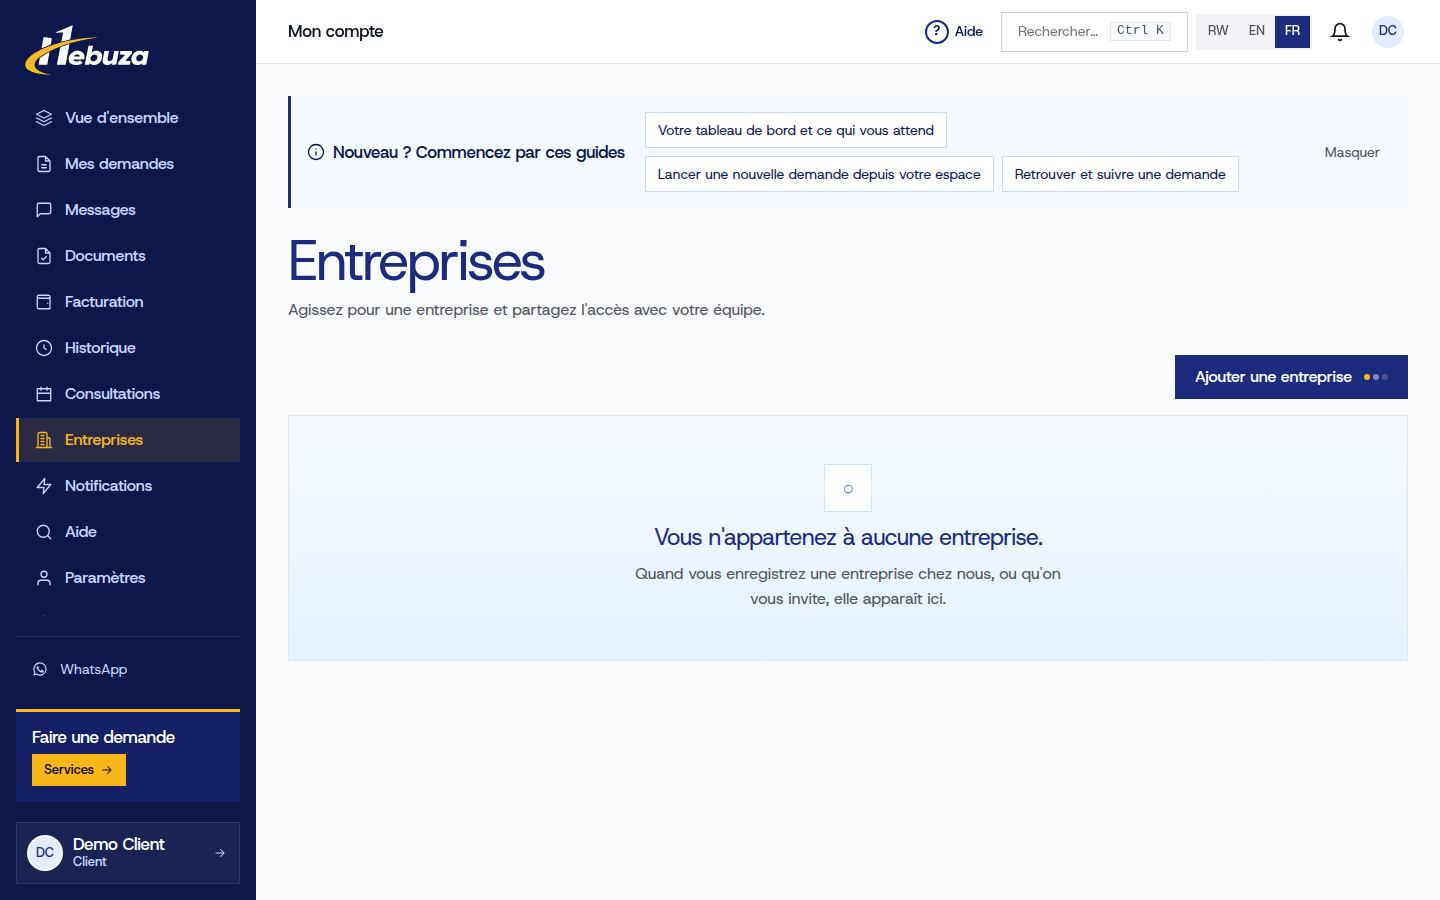 Hebuza
Vue d'ensemble
Mes demandes
Messages
Documents
Facturation
Historique
Consultations
Entreprises
Notifications
Aide
Paramètres
WhatsApp
Faire une demande
Services
DC
Demo Client
Client
Mon compte
? Aide
Rechercher... Ctrl K
RW EN FR
DC
Nouveau ? Commencez par ces guides
Votre tableau de bord et ce qui vous attend
Lancer une nouvelle demande depuis votre espace
Retrouver et suivre une demande
Masquer
Entreprises
Agissez pour une entreprise et partagez l'accès avec votre équipe.
Ajouter une entreprise
Vous n'appartenez à aucune entreprise.
Quand vous enregistrez une entreprise chez nous, ou qu'on
vous invite, elle apparaît ici.